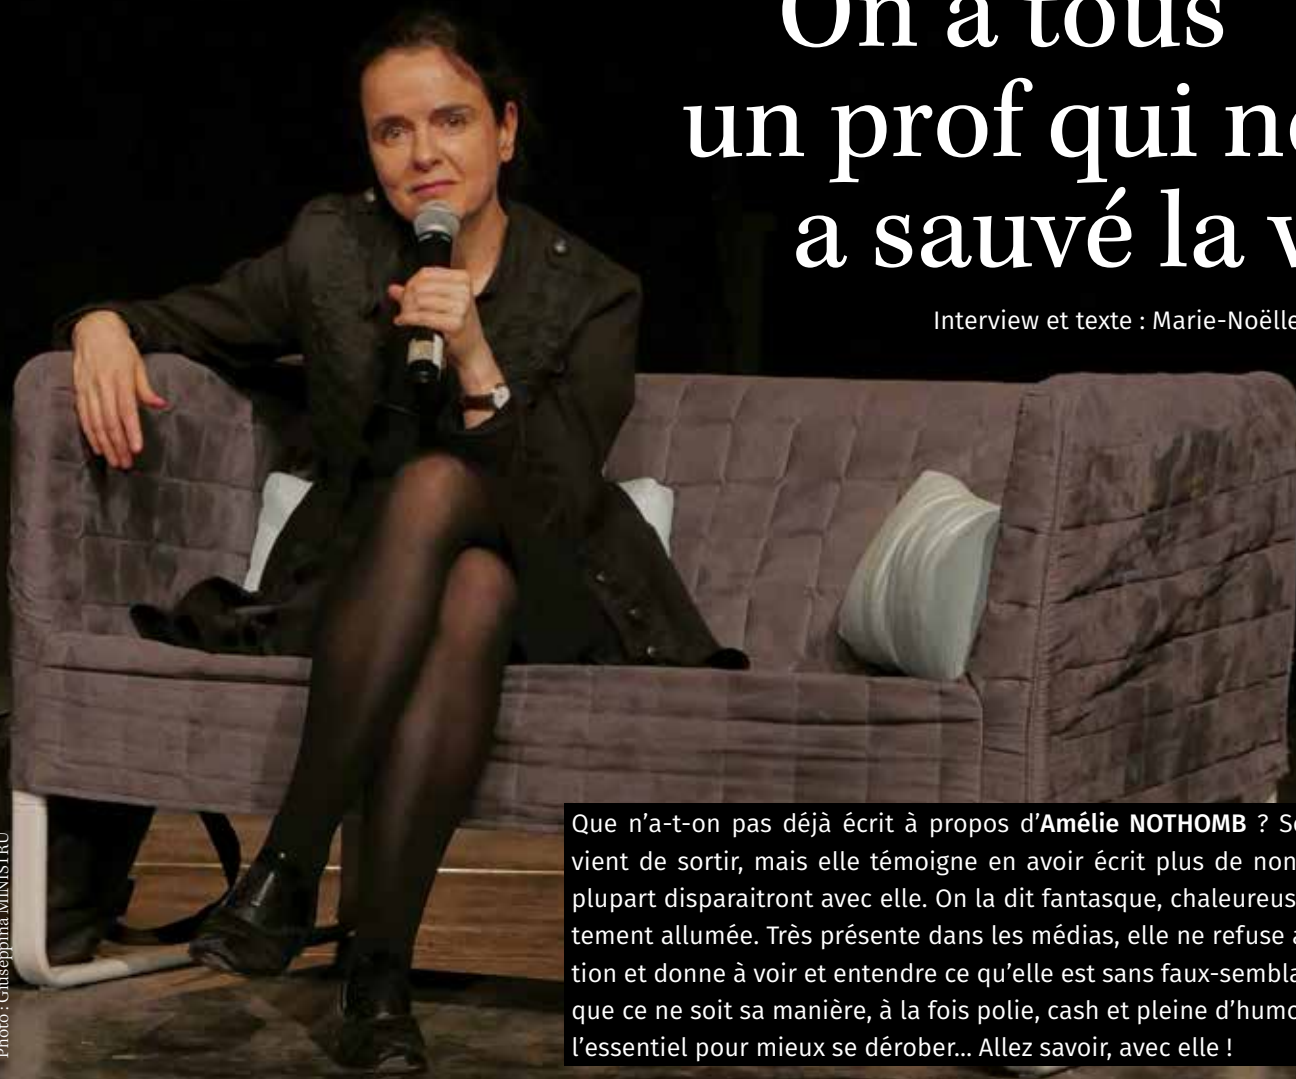 On a tous
un prof qui
a sauvé la
Interview et texte : Marie-Noëlle
Que n’a-t-on pas déjà écrit à propos d’Amélie NOTHOMB ?
vient de sortir, mais elle témoigne en avoir écrit plus de non
plupart disparaitront avec elle. On la dit fantasque, chaleureus
tement allumée. Très présente dans les médias, elle ne refuse a
tion et donne à voir et entendre ce qu’elle est sans faux-sembla
que ce ne soit sa manière, à la fois polie, cash et pleine d’humo
l’essentiel pour mieux se dérober... Allez savoir, avec elle !
Photo : Giuseppina MINISTRU